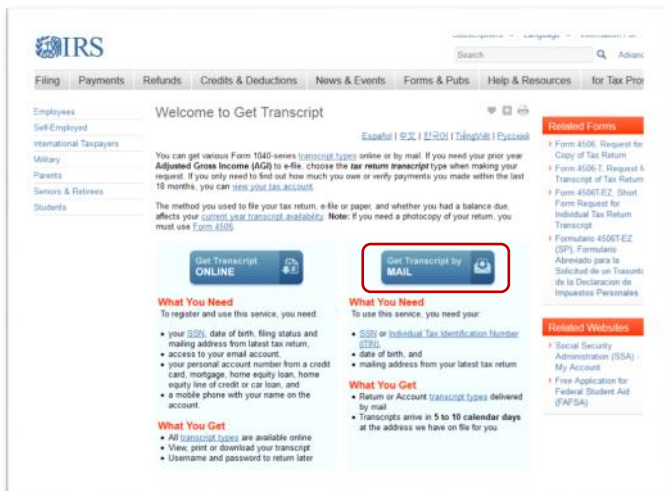 IRS
Search
Filing Payments Refunds Credits & Deductions News & Events Forms & Pubs Help & Resources for Tax Pros
Employees
Self-Employed
International Taxpayers
Military
Parents
Seniors & Retirees
Students
Welcome to Get Transcript
Español | 中文 | 한국어 | TiếngViệt | Русский
You can get various Form 1040-series transcript types online or by mail. If you need your prior year
Adjusted Gross Income (AGI) to e-file, choose the tax return transcript type when making your
request. If you only need to find out how much you owe or verify payments you made within the last
18 months, you can view your tax account.
The method you used to file your tax return, e-file or paper, and whether you had a balance due,
affects your current year transcript availability. Note: If you need a photocopy of your return, you
must use Form 4506.
Get Transcript
ONLINE
What You Need
To register and use this service, you need:
• your SSN, date of birth, filing status and
mailing address from latest tax return,
• access to your email account,
• your personal account number from a
credit card, mortgage, home equity loan, home
equity line of credit or car loan, and
• a mobile phone with your name on the
account.
What You Get
• All transcript types are available online
• View, print or download your transcript
• Username and password to return later
Get Transcript by
MAIL
What You Need
To use this service, you need your:
• SSN or Individual Tax Identification Number
(ITIN),
• date of birth, and
• mailing address from your latest tax return
What You Get
• Return or Account transcript types delivered
by mail
• Transcripts arrive in 5 to 10 calendar days
at the address we have on file for you
Related Forms
Form 4506, Request for
Copy of Tax Return
Form 4506-T, Request
Transcript of Tax Return
Form 4506T-EZ, Short
Form Request for
Individual Tax Return
Transcript
Formulario 4506T-EZ
(SP), Formulario
Abreviado para la
Solicitud de un Trasunto
de la Declaracion de
Impuestos Personales
Related Websites
Social Security
Administration (SSA) -
My Account
Free Application for
Federal Student Aid
(FAFSA)